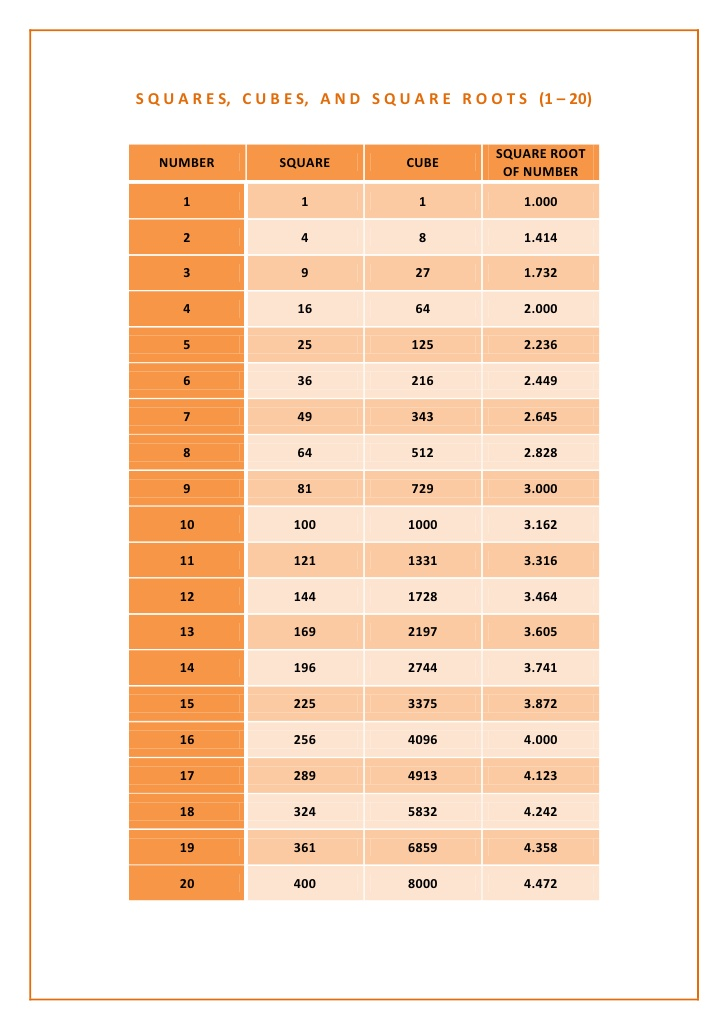 SQUARES, CUBES, AND SQUARE ROOTS (1 – 20)
NUMBER SQUARE CUBE SQUARE ROOT OF NUMBER
1 1 1 1.000
2 4 8 1.414
3 9 27 1.732
4 16 64 2.000
5 25 125 2.236
6 36 216 2.449
7 49 343 2.645
8 64 512 2.828
9 81 729 3.000
10 100 1000 3.162
11 121 1331 3.316
12 144 1728 3.464
13 169 2197 3.605
14 196 2744 3.741
15 225 3375 3.872
16 256 4096 4.000
17 289 4913 4.123
18 324 5832 4.242
19 361 6859 4.358
20 400 8000 4.472